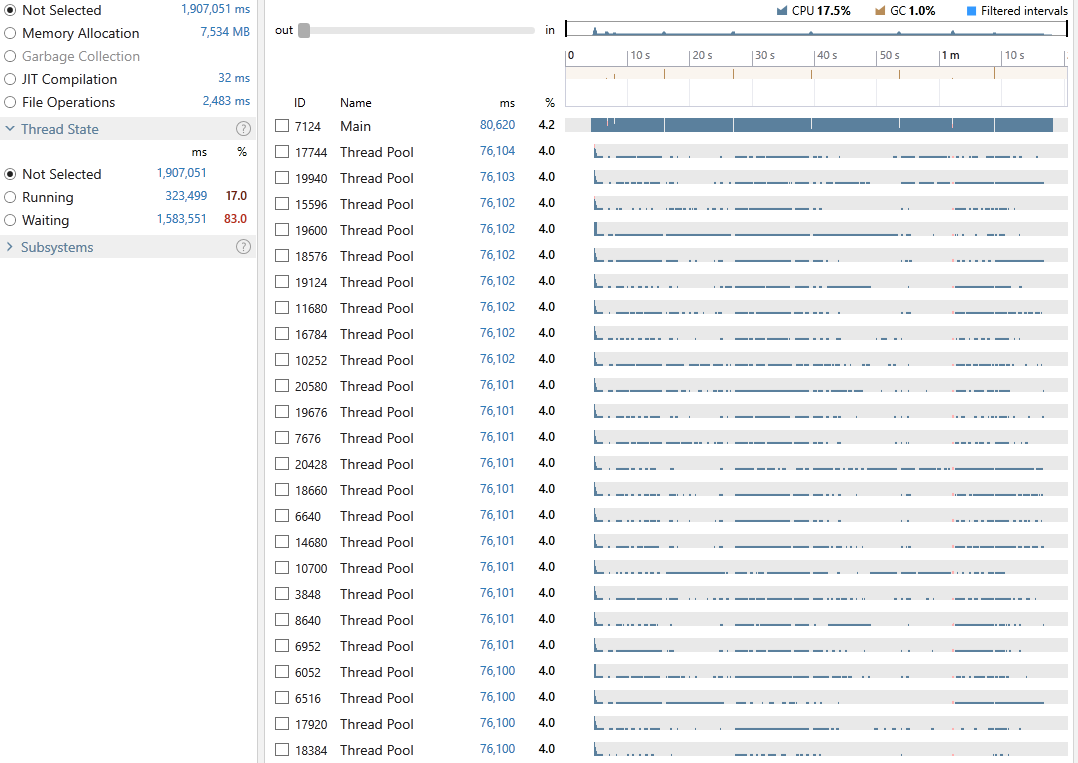 Not Selected 1,907,051 ms
Memory Allocation 7,534 MB
Garbage Collection
JIT Compilation 32 ms
File Operations 2,483 ms
Thread State ?
ms %
Not Selected 1,907,051
Running 323,499 17.0
Waiting 1,583,551 83.0
Subsystems ?
CPU 17.5% GC 1.0% Filtered intervals
out in
0 10 s 20 s 30 s 40 s 50 s 1 m 10 s
ID Name ms %
7124 Main 80,620 4.2
17744 Thread Pool 76,104 4.0
19940 Thread Pool 76,103 4.0
15596 Thread Pool 76,102 4.0
19600 Thread Pool 76,102 4.0
18576 Thread Pool 76,102 4.0
19124 Thread Pool 76,102 4.0
11680 Thread Pool 76,102 4.0
16784 Thread Pool 76,102 4.0
10252 Thread Pool 76,102 4.0
20580 Thread Pool 76,101 4.0
19676 Thread Pool 76,101 4.0
7676 Thread Pool 76,101 4.0
20428 Thread Pool 76,101 4.0
18660 Thread Pool 76,101 4.0
6640 Thread Pool 76,101 4.0
14680 Thread Pool 76,101 4.0
10700 Thread Pool 76,101 4.0
3848 Thread Pool 76,101 4.0
8640 Thread Pool 76,101 4.0
6952 Thread Pool 76,101 4.0
6052 Thread Pool 76,100 4.0
6516 Thread Pool 76,100 4.0
17920 Thread Pool 76,100 4.0
18384 Thread Pool 76,100 4.0